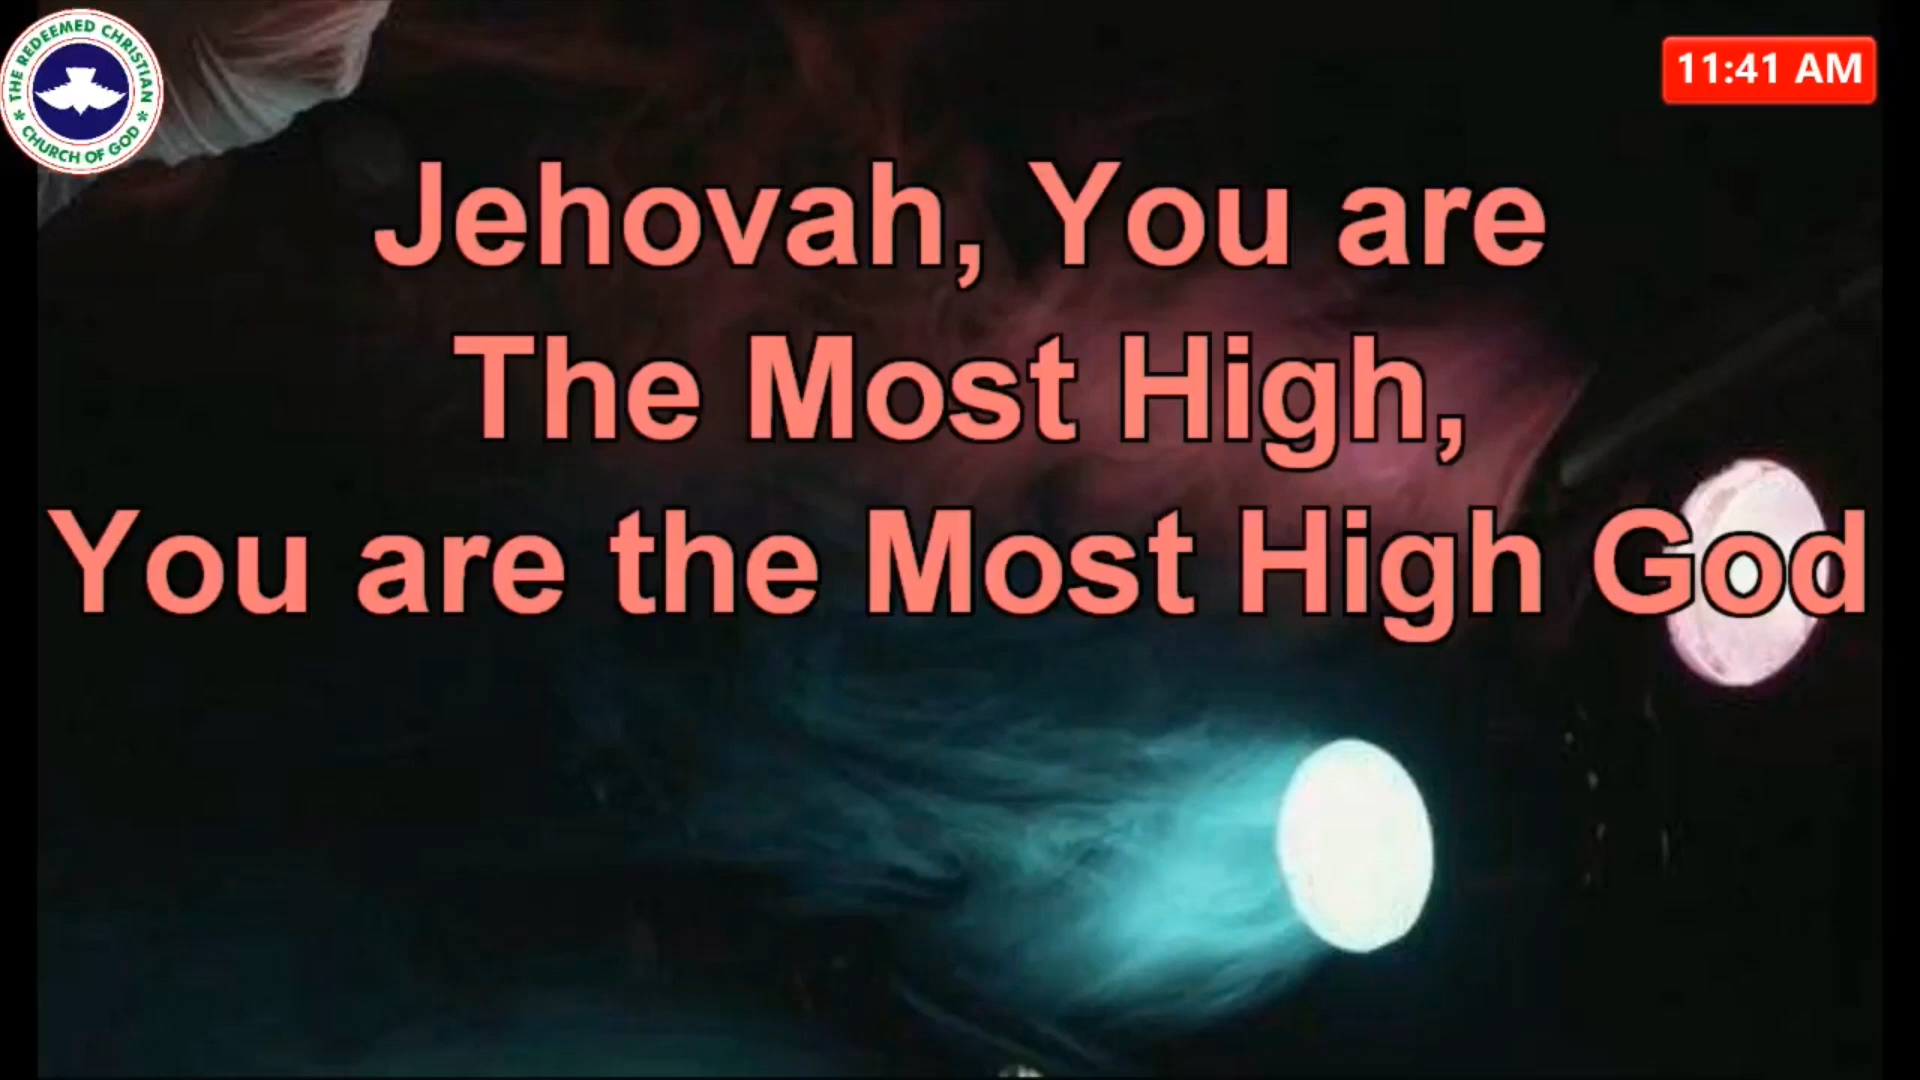 THE REDEEMED CHRISTIAN
CHURCH OF GOD
11:41 AM
Jehovah, You are
The Most High,
You are the Most High God